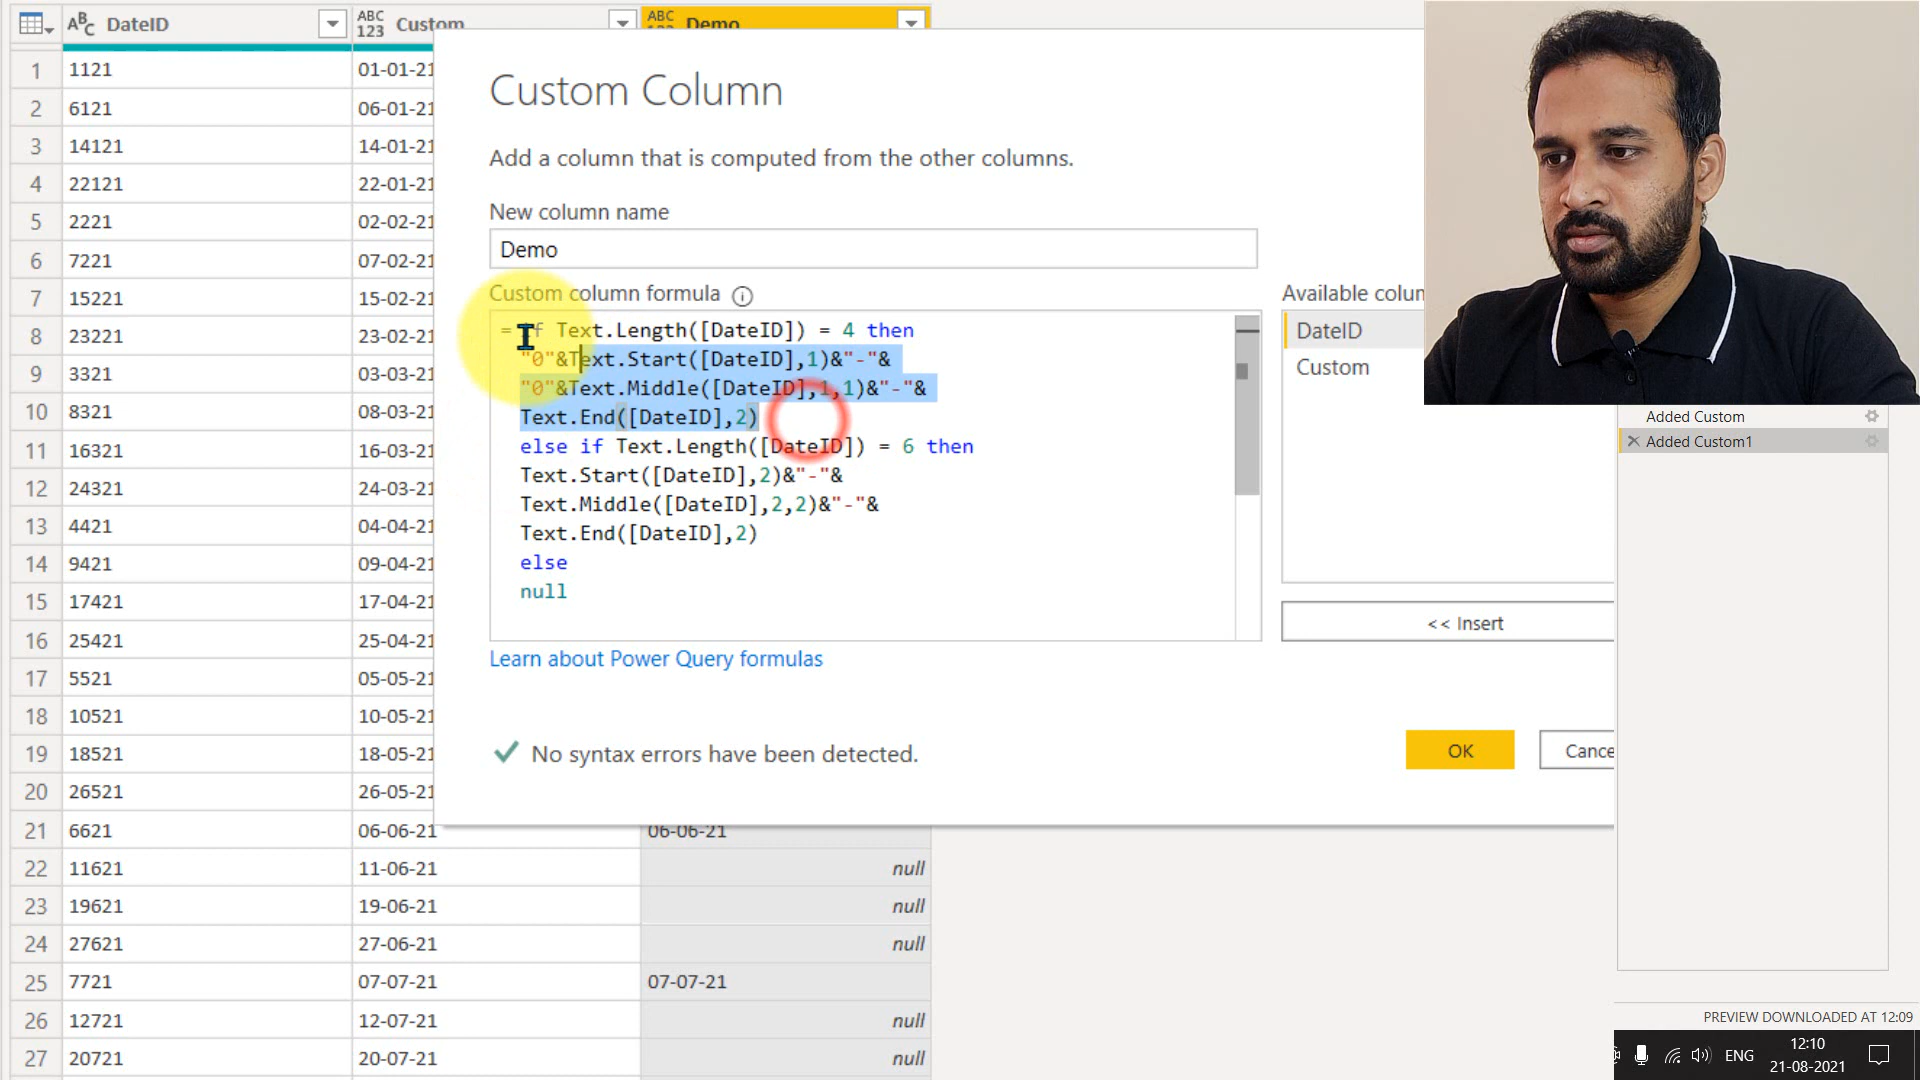 ABC DateID
ABC 123 Custom
ABC 123 Demo
1 1121 01-01-21
2 6121 06-01-21
3 14121 14-01-21
4 22121 22-01-21
5 2221 02-02-21
6 7221 07-02-21
7 15221 15-02-21
8 23221 23-02-21
9 3321 03-03-21
10 8321 08-03-21
11 16321 16-03-21
12 24321 24-03-21
13 4421 04-04-21
14 9421 09-04-21
15 17421 17-04-21
16 25421 25-04-21
17 5521 05-05-21
18 10521 10-05-21
19 18521 18-05-21
20 26521 26-05-21
21 6621 06-06-21 06-06-21
22 11621 11-06-21 null
23 19621 19-06-21 null
24 27621 27-06-21 null
25 7721 07-07-21 07-07-21
26 12721 12-07-21 null
27 20721 20-07-21 null
Custom Column
Add a column that is computed from the other columns.
New column name
Demo
Custom column formula
= if Text.Length([DateID]) = 4 then
"0"&Text.Start([DateID],1)&"-"&
"0"&Text.Middle([DateID],1,1)&"-"&
Text.End([DateID],2)
else if Text.Length([DateID]) = 6 then
Text.Start([DateID],2)&"-"&
Text.Middle([DateID],2,2)&"-"&
Text.End([DateID],2)
else
null
Learn about Power Query formulas
No syntax errors have been detected.
Available colun
DateID
Custom
<< Insert
OK
Cance
Added Custom
Added Custom1
PREVIEW DOWNLOADED AT 12:09
ENG
12:10
21-08-2021